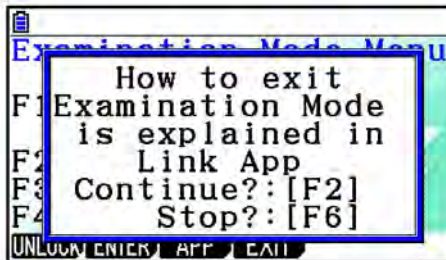 Examination Mode Menu
How to exit
Examination Mode
is explained in
Link App
Continue?:[F2]
Stop?:[F6]
F1
F2
F3
F4
UNLOCK ENTER APP EXIT